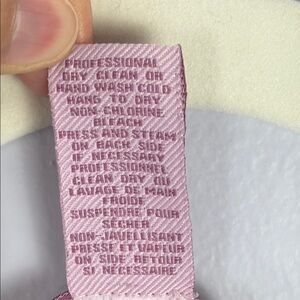 PROFESSIONAL
DRY CLEAN OR
HAND WASH COLD
HANG TO DRY
NON-CHLORINE
BLEACH
PRESS AND STEAM
ON BACK SIDE
IF NECESSARY
PROFESSIONNEL
CLEAN DRY OU
LAVAGE DE MAIN
FROIDE
SUSPENDRE POUR
SÉCHER
NON-JAVELLISANT
PRESSE ET VAPEUR
ON SIDE RETOUR
SI NÉCESSAIRE